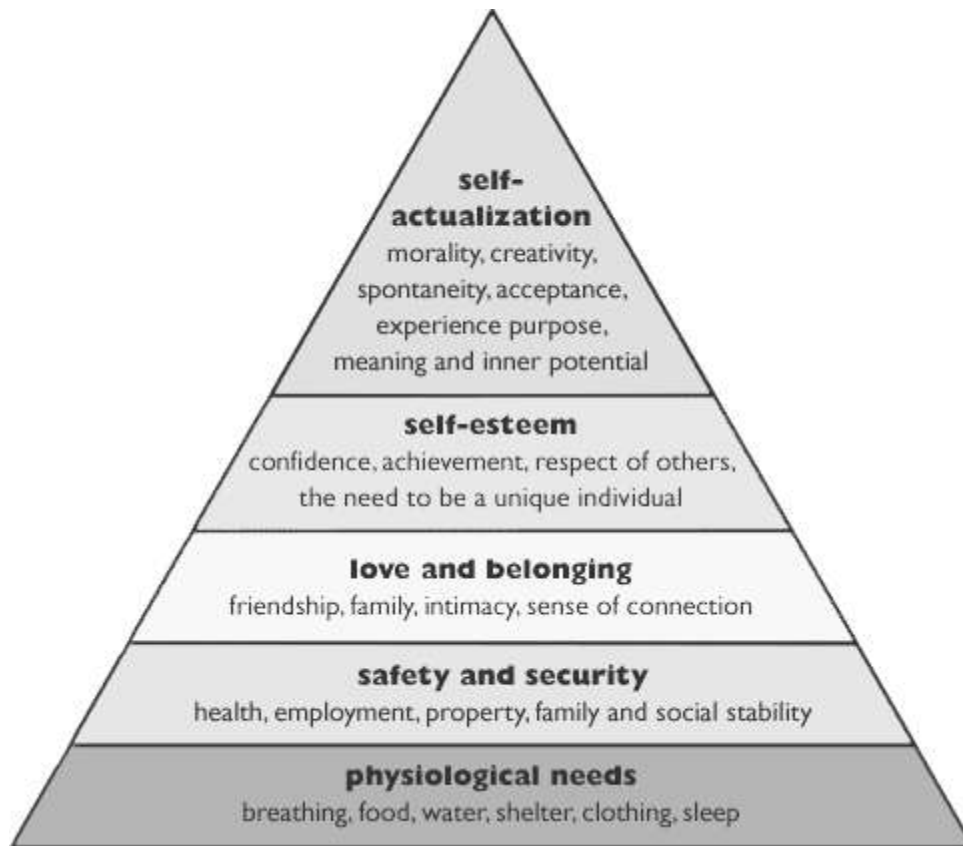 self-
actualization
morality, creativity,
spontaneity, acceptance,
experience purpose,
meaning and inner potential
self-esteem
confidence, achievement, respect of others,
the need to be a unique individual
love and belonging
friendship, family, intimacy, sense of connection
safety and security
health, employment, property, family and social stability
physiological needs
breathing, food, water, shelter, clothing, sleep